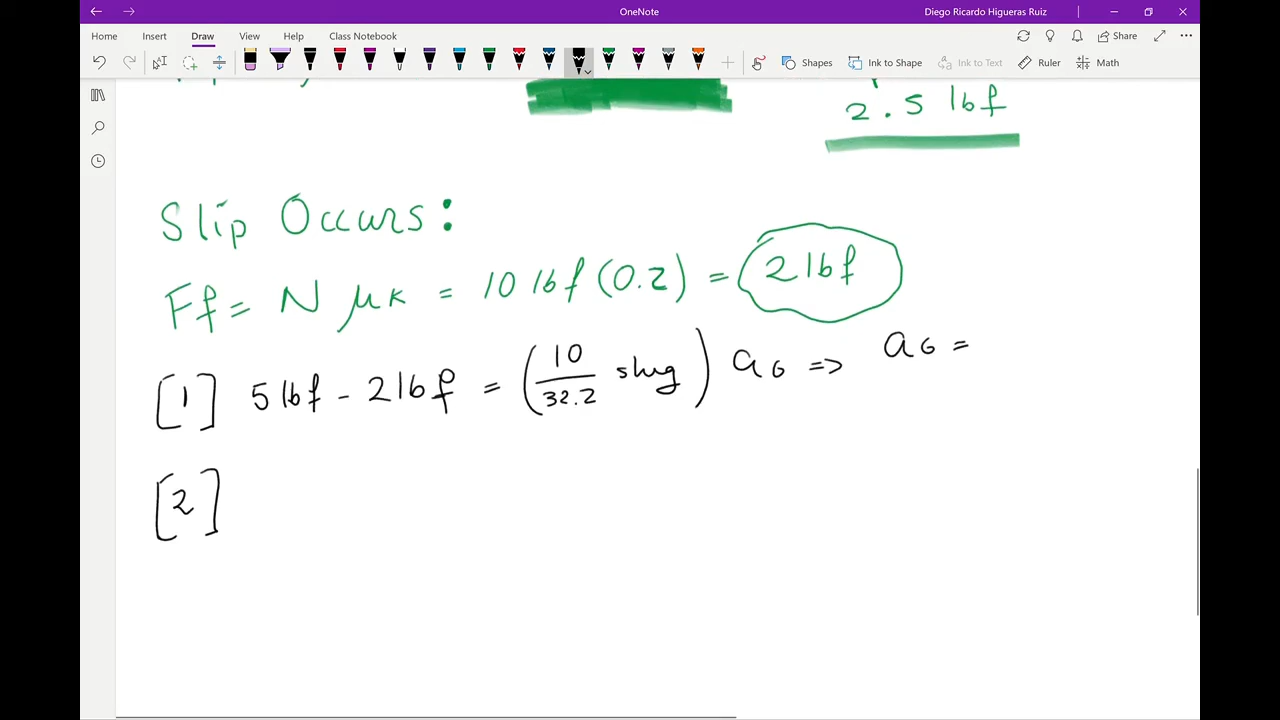 OneNote
Diego Ricardo Higueras Ruiz
Home Insert Draw View Help Class Notebook
Share
Shapes Ink to Shape Ink to Text Ruler Math
2.5 lbf
Slip Occurs:
Ff = N μK = 10 lbf (0.2) = 2 lbf
[1] 5 lbf - 2 lbf = (10/32.2 slug) aG => aG =
[2]